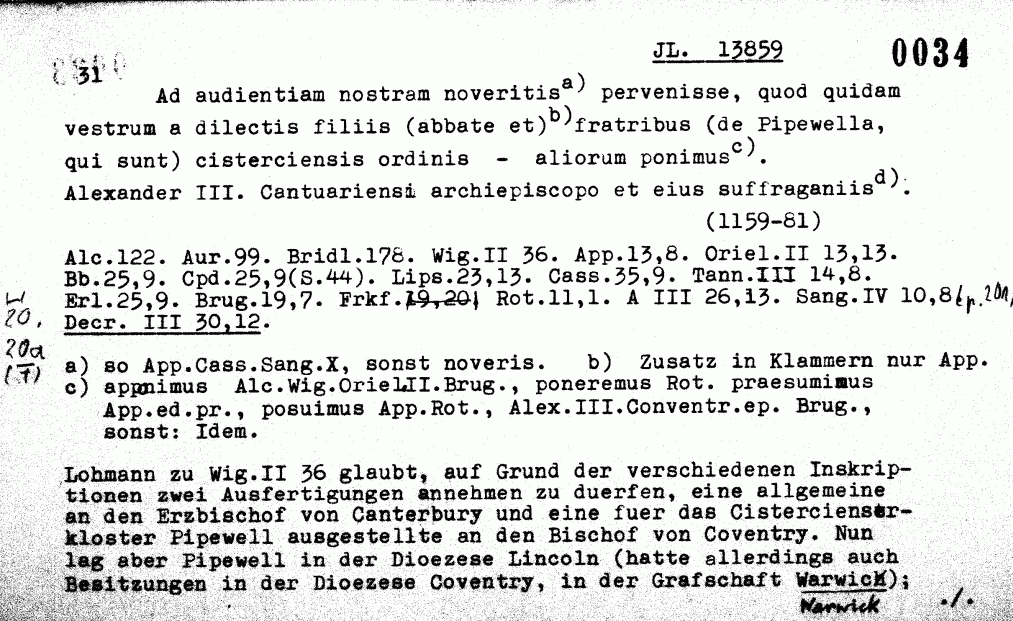 JL. 13859 0034
31
Ad audientiam nostram noveritis a) pervenisse, quod quidam
vestrum a dilectis filiis (abbate et) b) fratribus (de Pipewella,
qui sunt) cisterciensis ordinis - aliorum ponimus c).
Alexander III. Cantuariensi archiepiscopo et eius suffraganiis d).
(1159-81)
Alc.122. Aur.99. Bridl.178. Wig.II 36. App.13,8. Oriel.II 13,13.
Bb.25,9. Cpd.25,9(S.44). Lips.23,13. Cass.35,9. Tann.III 14,8.
Erl.25,9. Brug.19,7. Frkf.19,20, Rot.11,1. A III 26,13. Sang.IV 10,8
20.
Decr. III 30,12.
20a
(I)
a) so App.Cass.Sang.X, sonst noveris. b) Zusatz in Klammern nur App.
c) apponimus Alc.Wig.Oriel.II.Brug., poneremus Rot. praesumimus
App.ed.pr., posuimus App.Rot., Alex.III.Conventr.ep. Brug.,
sonst: Idem.
Lohmann zu Wig.II 36 glaubt, auf Grund der verschiedenen Inskrip-
tionen zwei Ausfertigungen annehmen zu duerfen, eine allgemeine
an den Erzbischof von Canterbury und eine fuer das Cistercienser-
kloster Pipewell ausgestellte an den Bischof von Coventry. Nun
lag aber Pipewell in der Dioezese Lincoln (hatte allerdings auch
Besitzungen in der Dioezese Coventry, in der Grafschaft Warwick);
Warwick ./.